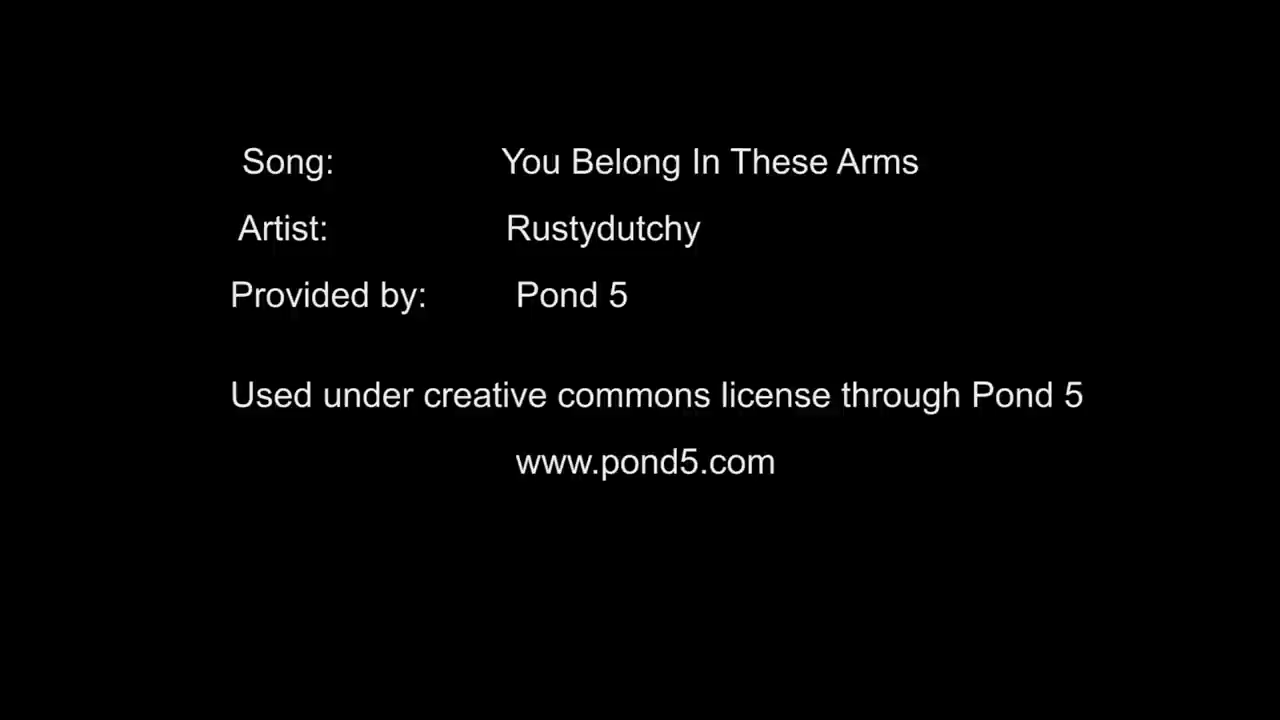 Song: You Belong In These Arms
Artist: Rustydutchy
Provided by: Pond 5
Used under creative commons license through Pond 5
www.pond5.com